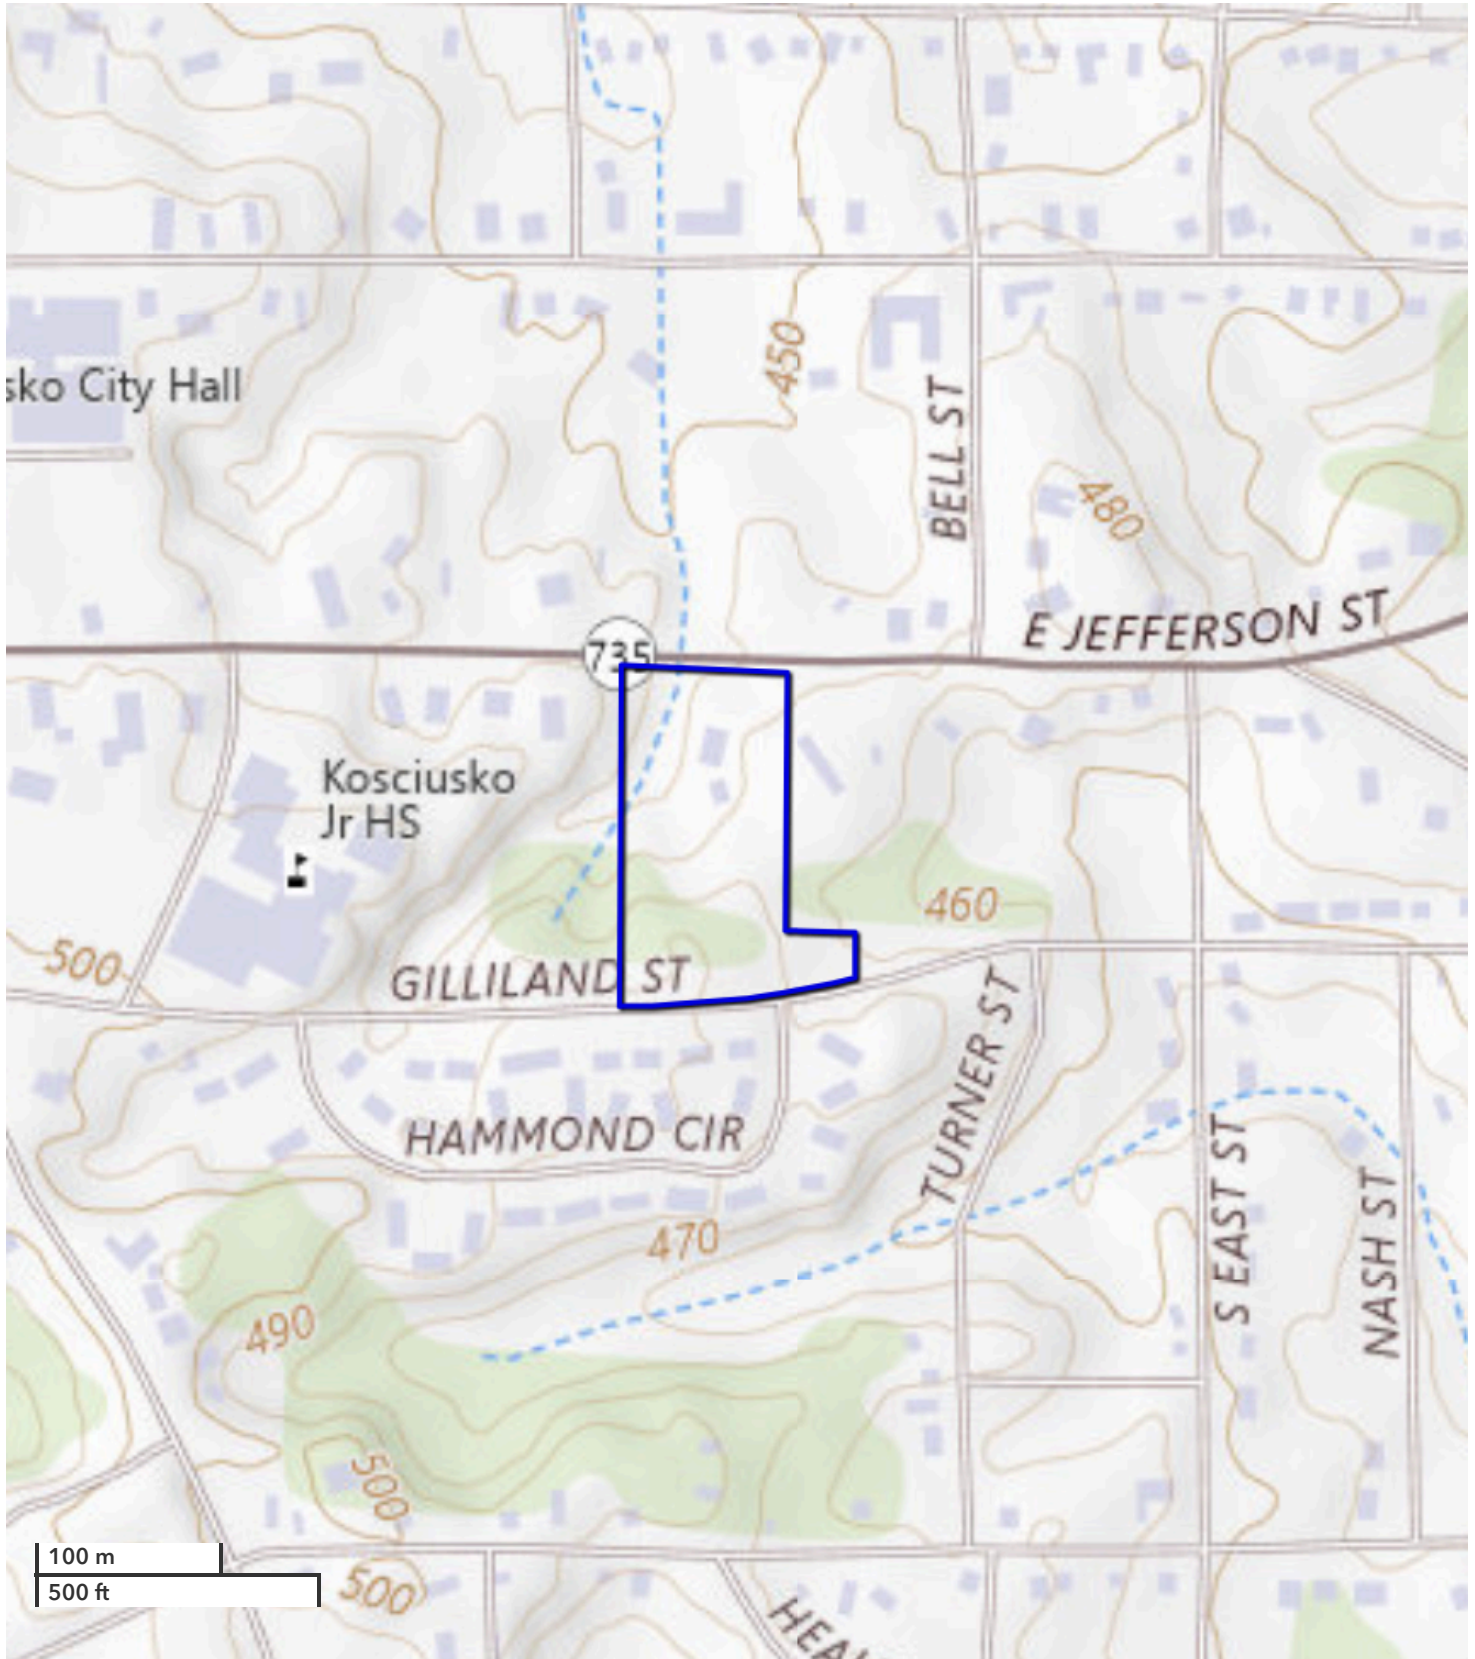 450
sko City Hall
BELL ST
480
E JEFFERSON ST
735
Kosciusko
Jr HS
460
500
GILLILAND ST
TURNER ST
HAMMOND CIR
S EAST ST
NASH ST
470
490
500
100 m
500 ft
500
HEAL